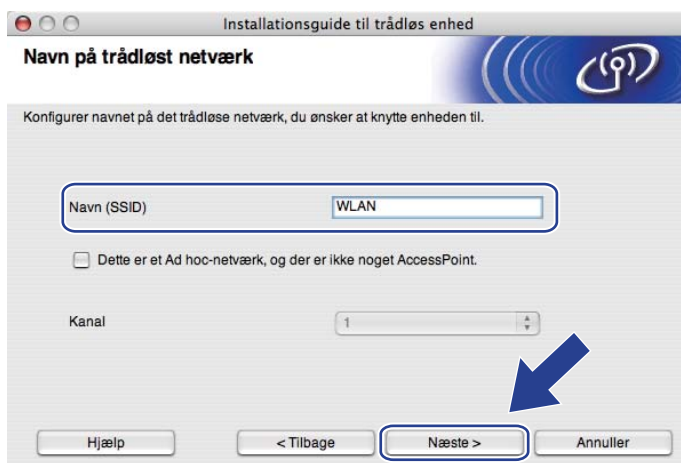 Installationsguide til trådløs enhed
Navn på trådløst netværk
Konfigurer navnet på det trådløse netværk, du ønsker at knytte enheden til.
Navn (SSID) WLAN
Dette er et Ad hoc-netværk, og der er ikke noget AccessPoint.
Kanal 1
Hjælp < Tilbage Næste > Annuller